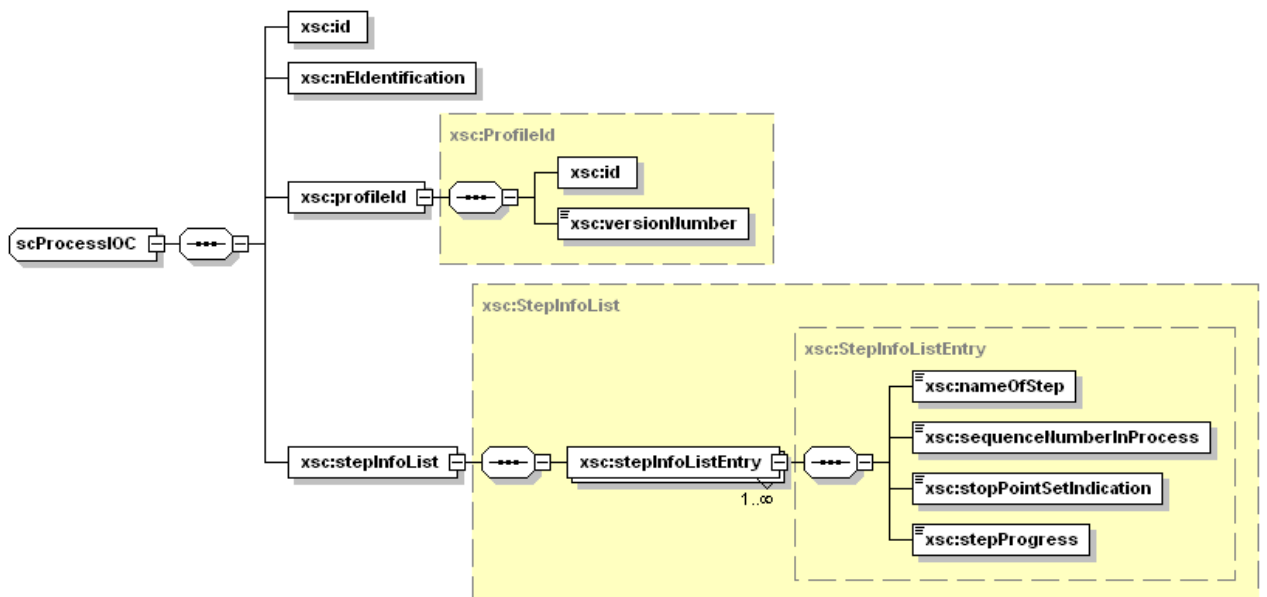 xsc:id
xsc:nEIdentification
xsc:ProfileId
xsc:id
xsc:profileId
xsc:versionNumber
scProcessIOC
xsc:StepInfoList
xsc:StepInfoListEntry
xsc:nameOfStep
xsc:sequenceNumberInProcess
xsc:stepInfoList
xsc:stepInfoListEntry
1..∞
xsc:stopPointSetIndication
xsc:stepProgress